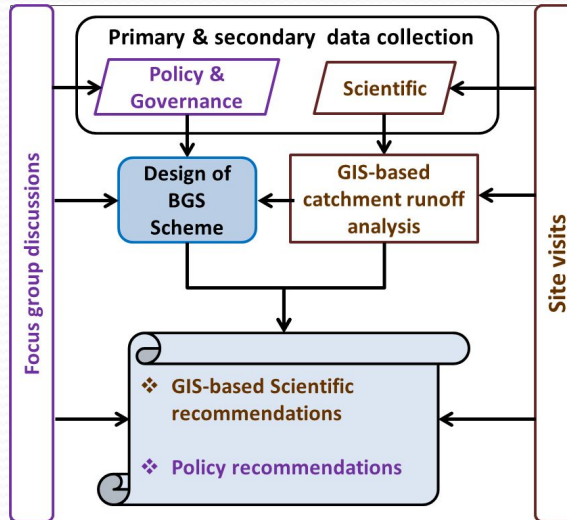 Primary & secondary data collection
Policy &
Governance
Scientific
Design of
BGS
Scheme
GIS-based
catchment runoff
analysis
Focus group discussions
Site visits
❖ GIS-based Scientific
recommendations
❖ Policy recommendations